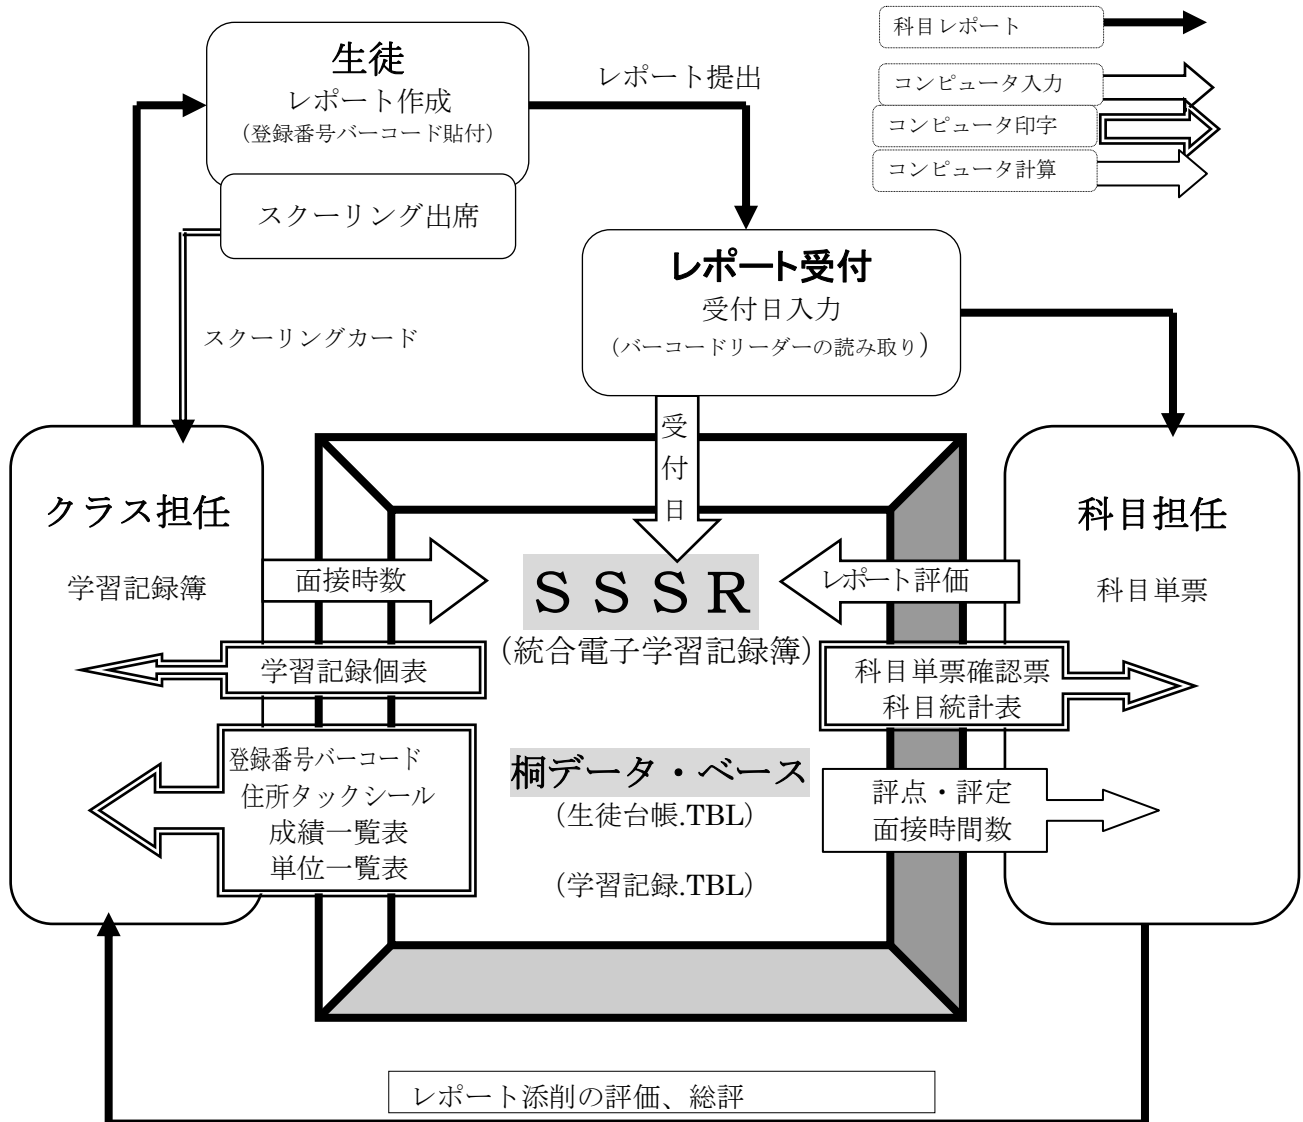 生徒
レポート作成
(登録番号バーコード貼付)
スクーリング出席
レポート提出
科目レポート
コンピュータ入力
コンピュータ印字
コンピュータ計算
レポート受付
受付日入力
(バーコードリーダーの読み取り)
スクーリングカード
受付日
クラス担任
学習記録簿
科目担任
科目単票
面接時数
SSSR
(統合電子学習記録簿)
レポート評価
学習記録個表
科目単票確認票
科目統計表
登録番号バーコード
住所タックシール
成績一覧表
単位一覧表
桐データ・ベース
(生徒台帳.TBL)
(学習記録.TBL)
評点・評定
面接時間数
レポート添削の評価、総評